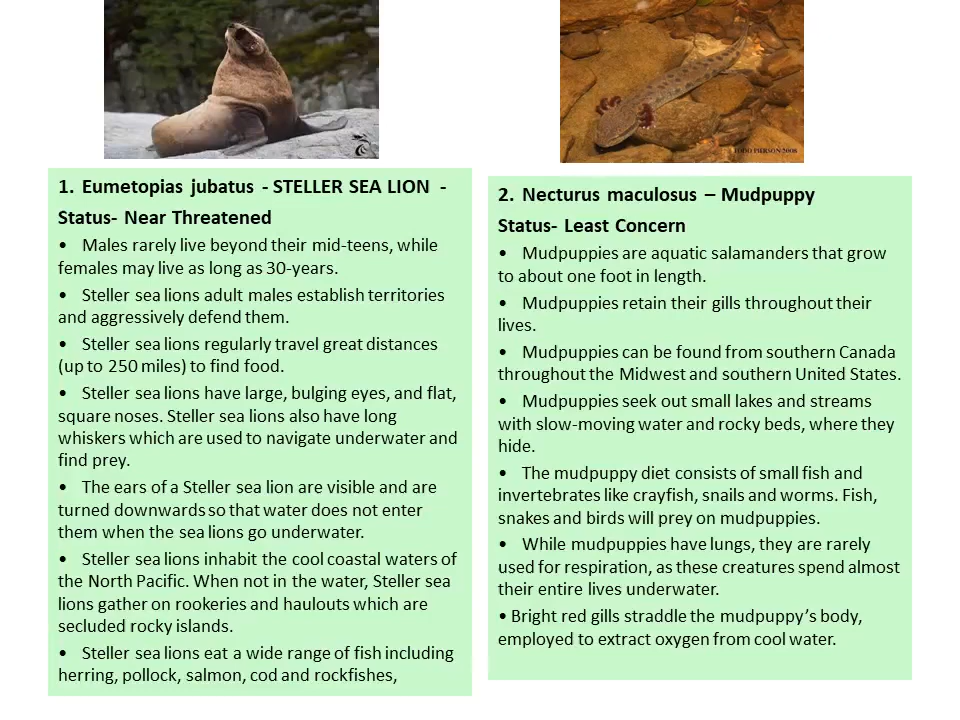 TODD PIERSON 2008
1. Eumetopias jubatus - STELLER SEA LION -
Status- Near Threatened
• Males rarely live beyond their mid-teens, while
females may live as long as 30-years.
• Steller sea lions adult males establish territories
and aggressively defend them.
• Steller sea lions regularly travel great distances
(up to 250 miles) to find food.
• Steller sea lions have large, bulging eyes, and flat,
square noses. Steller sea lions also have long
whiskers which are used to navigate underwater and
find prey.
• The ears of a Steller sea lion are visible and are
turned downwards so that water does not enter
them when the sea lions go underwater.
• Steller sea lions inhabit the cool coastal waters of
the North Pacific. When not in the water, Steller sea
lions gather on rookeries and haulouts which are
secluded rocky islands.
• Steller sea lions eat a wide range of fish including
herring, pollock, salmon, cod and rockfishes,
2. Necturus maculosus – Mudpuppy
Status- Least Concern
• Mudpuppies are aquatic salamanders that grow
to about one foot in length.
• Mudpuppies retain their gills throughout their
lives.
• Mudpuppies can be found from southern Canada
throughout the Midwest and southern United States.
• Mudpuppies seek out small lakes and streams
with slow-moving water and rocky beds, where they
hide.
• The mudpuppy diet consists of small fish and
invertebrates like crayfish, snails and worms. Fish,
snakes and birds will prey on mudpuppies.
• While mudpuppies have lungs, they are rarely
used for respiration, as these creatures spend almost
their entire lives underwater.
• Bright red gills straddle the mudpuppy’s body,
employed to extract oxygen from cool water.